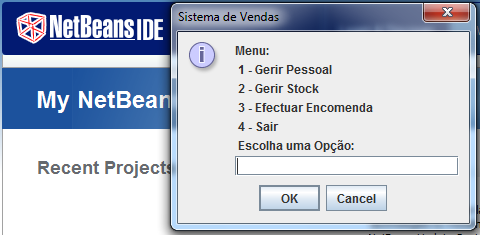 NetBeans IDE
My NetBean
Recent Projects
Sistema de Vendas
Menu:
1 - Gerir Pessoal
2 - Gerir Stock
3 - Efectuar Encomenda
4 - Sair
Escolha uma Opção:
OK
Cancel